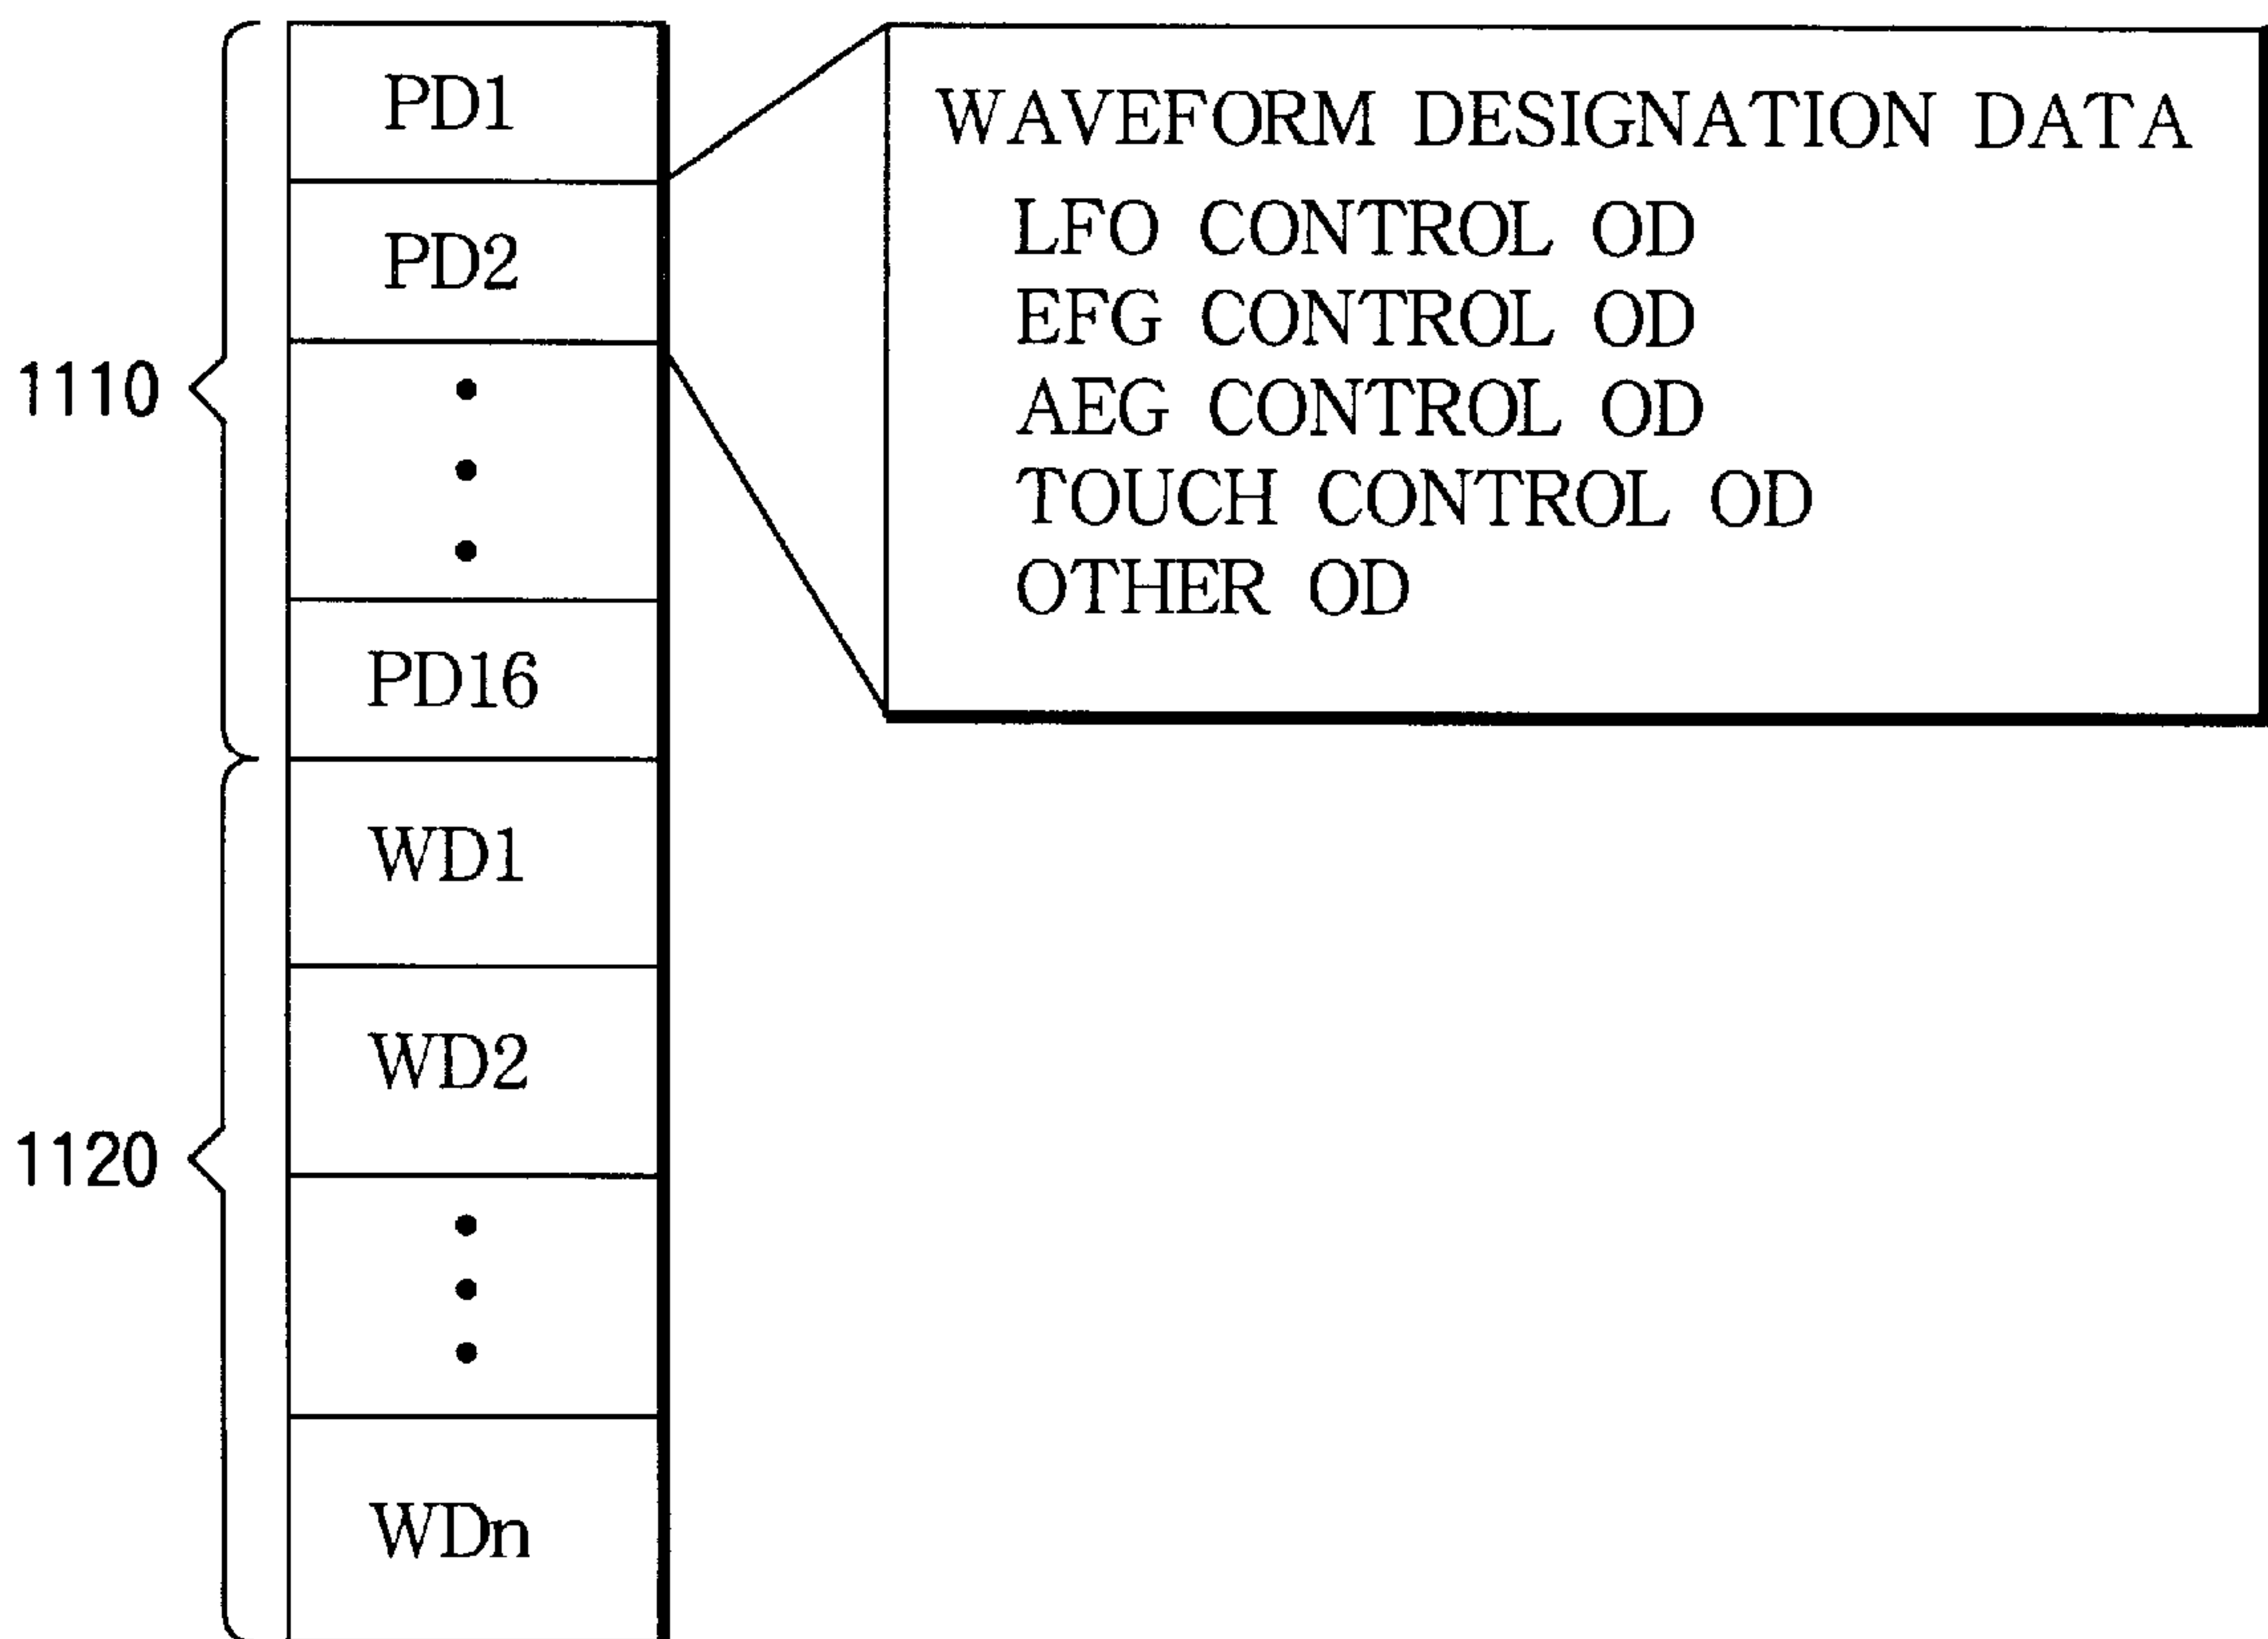 PD1
PD2
PD16
WD1
WD2
WDn
1110
1120
WAVEFORM DESIGNATION DATA
LFO CONTROL OD
EFG CONTROL OD
AEG CONTROL OD
TOUCH CONTROL OD
OTHER OD